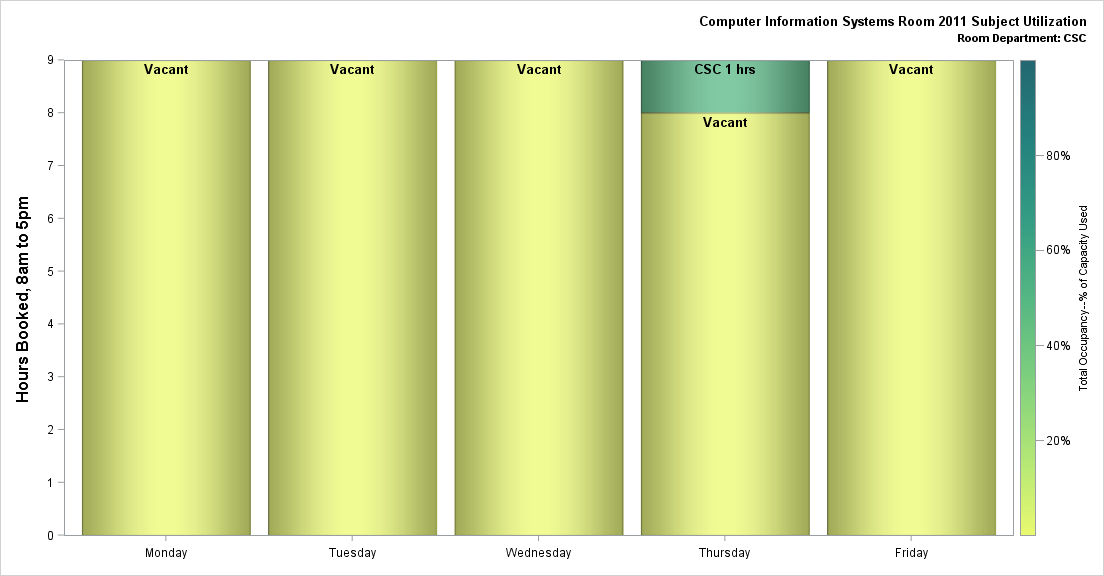 Computer Information Systems Room 2011 Subject Utilization
Room Department: CSC
Hours Booked, 8am to 5pm
9
8
7
6
5
4
3
2
1
0
Vacant
Vacant
Vacant
CSC 1 hrs
Vacant
Vacant
Monday
Tuesday
Wednesday
Thursday
Friday
80%
60%
40%
20%
Total Occupancy--% of Capacity Used